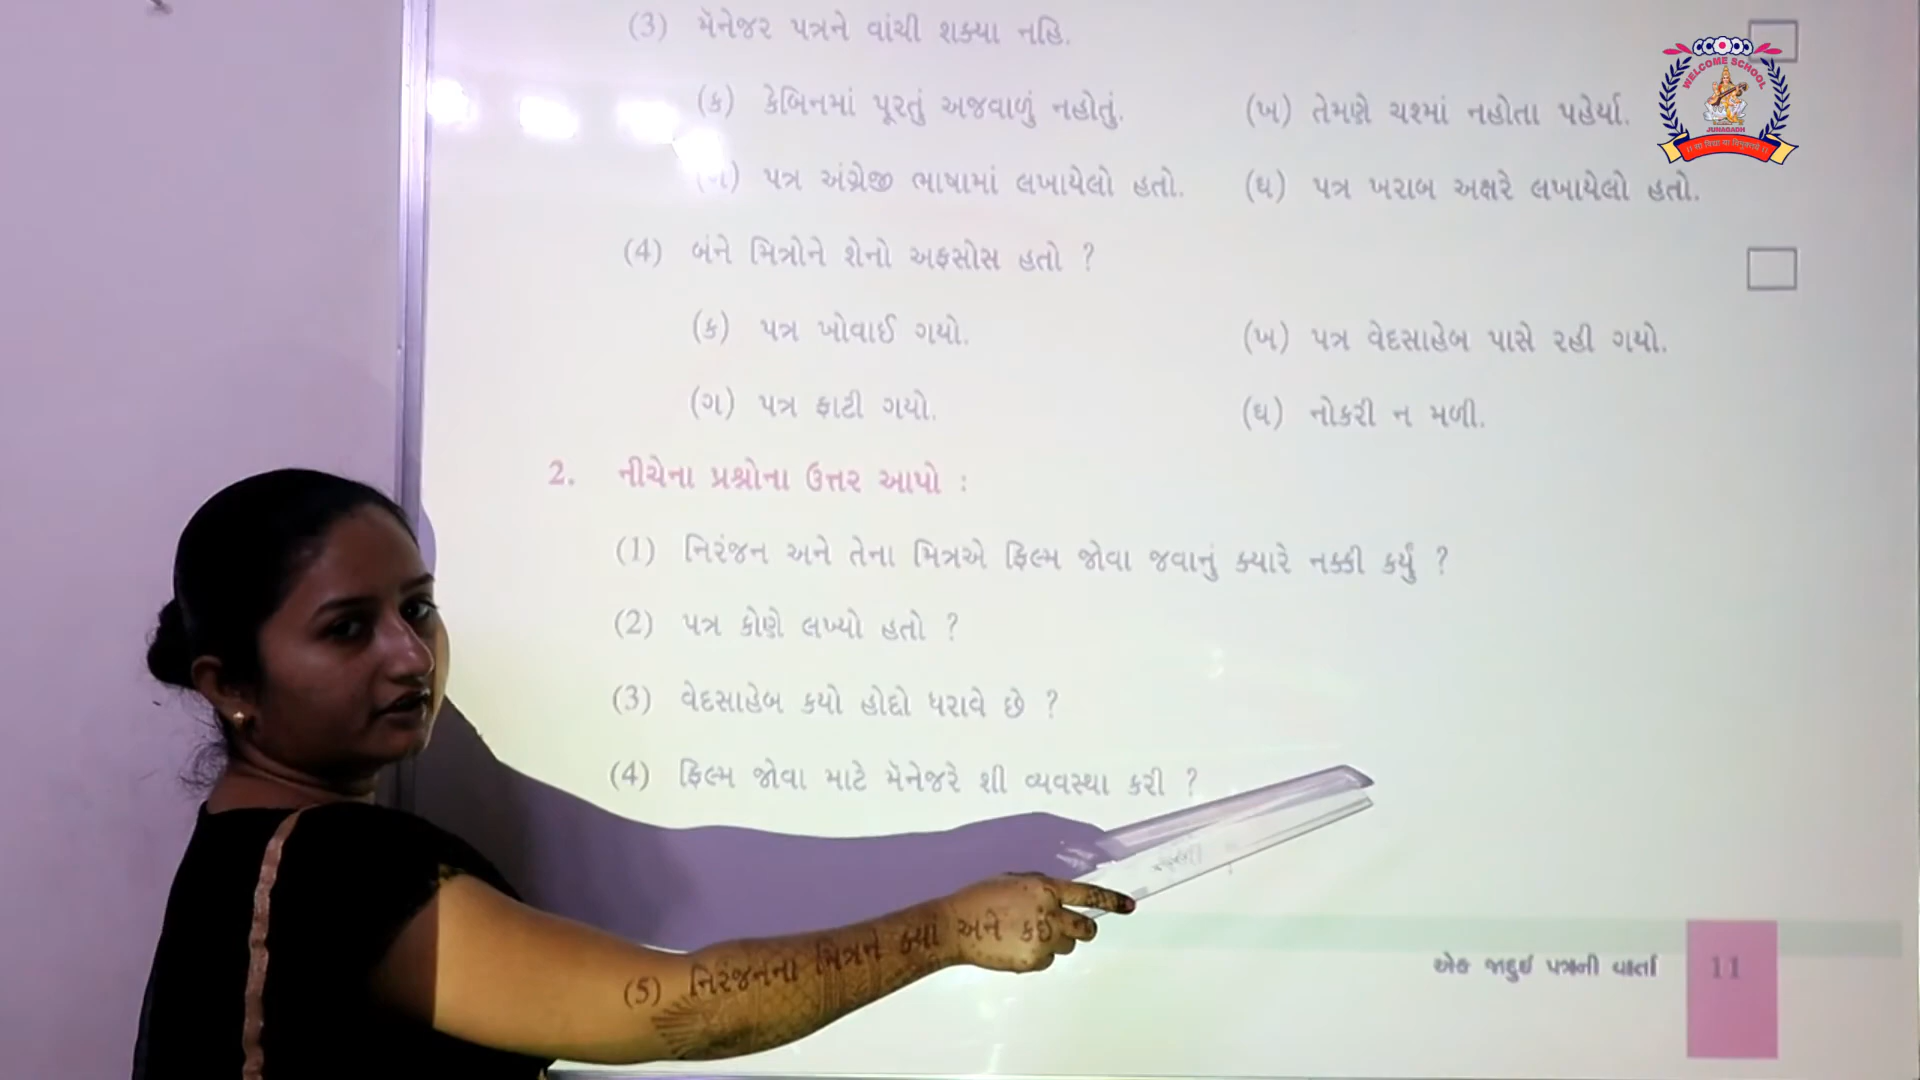 (3) મૅનેજર પત્રને વાંચી શક્યા નહિ.
(ક) કેબિનમાં પૂરતું અજવાળું નહોતું. (ખ) તેમણે ચશ્માં નહોતા પહેર્યા.
પત્ર અંગ્રેજી ભાષામાં લખાયેલો હતો. (ઘ) પત્ર ખરાબ અક્ષરે લખાયેલો હતો.
(4) બંને મિત્રોને શેનો અફસોસ હતો ?
(ક) પત્ર ખોવાઈ ગયો. (ખ) પત્ર વેદસાહેબ પાસે રહી ગયો.
(ગ) પત્ર ફાટી ગયો. (ઘ) નોકરી ન મળી.
2. નીચેના પ્રશ્નોના ઉત્તર આપો :
(1) નિરંજન અને તેના મિત્રએ ફિલ્મ જોવા જવાનું ક્યારે નક્કી કર્યું ?
(2) પત્ર કોણે લખ્યો હતો ?
(3) વેદસાહેબ કયો હોદ્દો ધરાવે છે ?
(4) ફિલ્મ જોવા માટે મૅનેજરે શી વ્યવસ્થા કરી ?
(5) નિરંજનના મિત્રને ક્યાં અને કઈ
એક જાદુઈ પત્રની વાર્તા 11
WELCOME SCHOOL
JUNAGADH